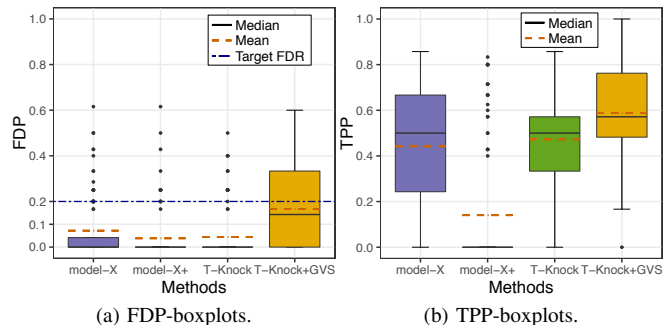 Median
Mean
Target FDR
1.0
0.8
0.6
0.4
0.2
0.1
0.0
FDP
model-X model-X+ T-Knock T-Knock+GVS
Methods
(a) FDP-boxplots.
Median
Mean
1.0
0.8
0.6
0.4
0.2
0.0
TPP
model-X model-X+ T-Knock T-Knock+GVS
Methods
(b) TPP-boxplots.